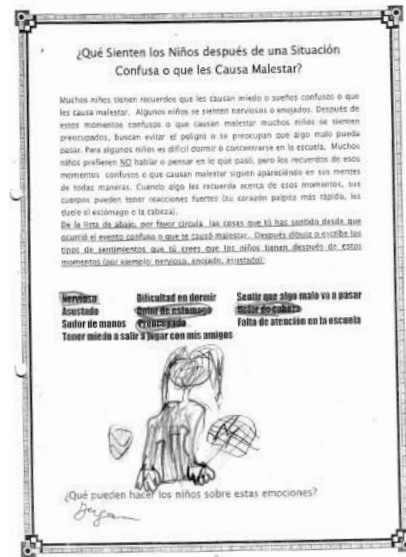 ¿Qué Sienten los Niños después de una Situación
Confusa o que les Causa Malestar?
Muchos niños tienen recuerdos que les causan miedo o sueños confusos o que
les causa malestar. Algunos niños se sienten nerviosos o enojados. Después de
estos momentos confusos o que causan malestar muchos niños se sienten
preocupados, buscan evitar el peligro o se preocupan que algo malo pueda
pasar. Para algunos niños es difícil dormir o concentrarse en la escuela. Muchos
niños prefieren NO hablar o pensar en lo que pasó, pero los recuerdos de esos
momentos confusos o que causan malestar siguen apareciendo en sus mentes
de todas maneras. Cuando algo les recuerda acerca de esos momentos, sus
cuerpos pueden tener reacciones fuertes (su corazón palpita más rápido, les
duele el estómago o la cabeza).
De la lista de abajo, por favor circula las cosas que tú has sentido desde que
ocurrió el evento confuso o que te causó malestar. Después dibuja o escribe los
tipos de sentimientos que tú crees que los niños tienen después de estos
momentos (por ejemplo: nervioso, enojado, asustado).
Nervioso Dificultad en dormir Sentir que algo malo va a pasar
Asustado Dolor de estomago Dolor de cabeza
Sudor de manos Preocupado Falta de atención en la escuela
Tener miedo a salir a jugar con mis amigos
¿Qué pueden hacer los niños sobre estas emociones?